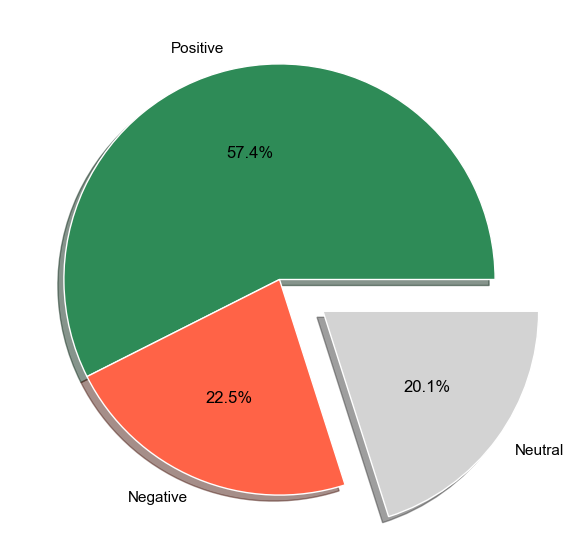 Positive
57.4%
20.1%
22.5%
Neutral
Negative